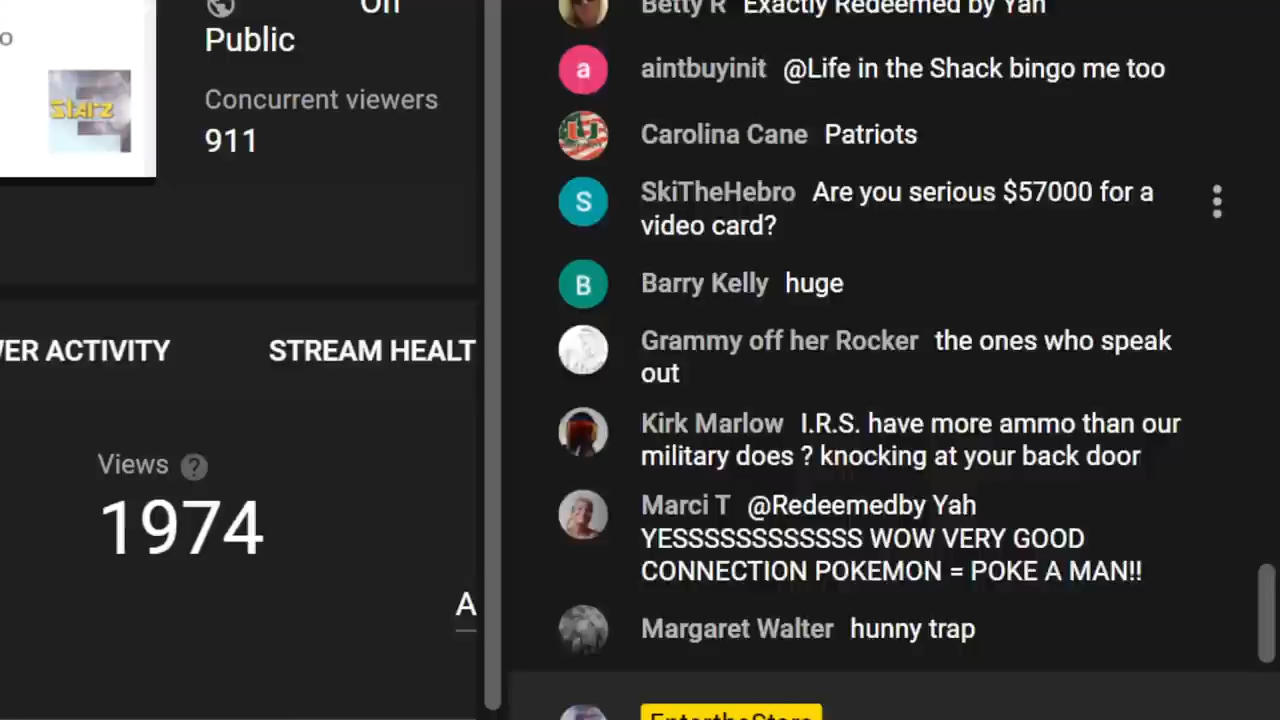 Off
Public
Starz
Concurrent viewers
911
VER ACTIVITY
STREAM HEALT
Views ?
1974
A
Betty R Exactly Redeemed by Yah
a aintbuyinit @Life in the Shack bingo me too
U Carolina Cane Patriots
S SkiTheHebro Are you serious $57000 for a
video card?
B Barry Kelly huge
Grammy off her Rocker the ones who speak
out
Kirk Marlow I.R.S. have more ammo than our
military does ? knocking at your back door
Marci T @Redeemedby Yah
YESSSSSSSSSSSS WOW VERY GOOD
CONNECTION POKEMON = POKE A MAN!!
Margaret Walter hunny trap
EntertheStarz